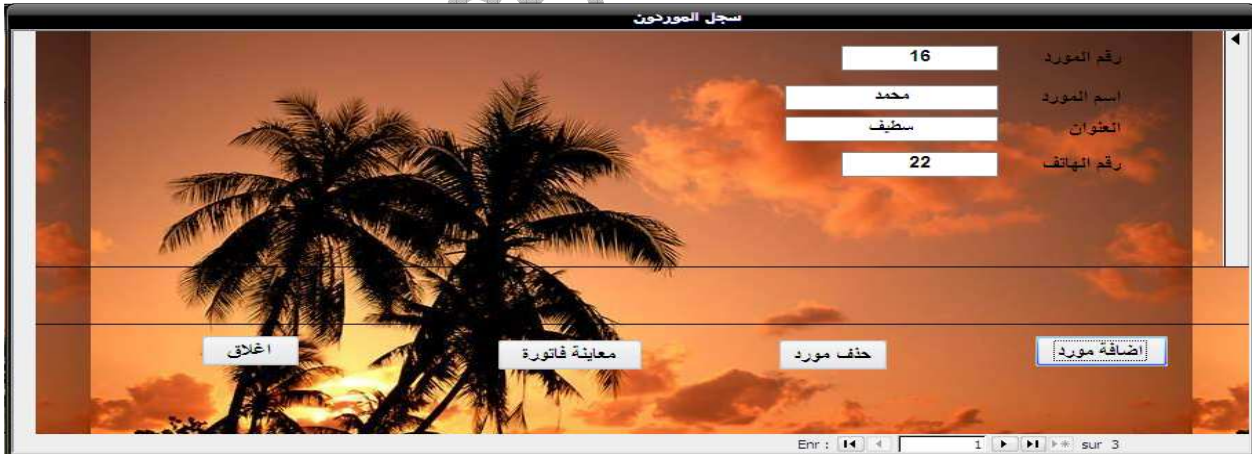 سجل الموردون
رقم المورد 16
اسم المورد محمد
العنوان سطيف
رقم الهاتف 22
اضافة مورد حذف مورد معاينة فاتورة اغلاق
Enr : 1 sur 3